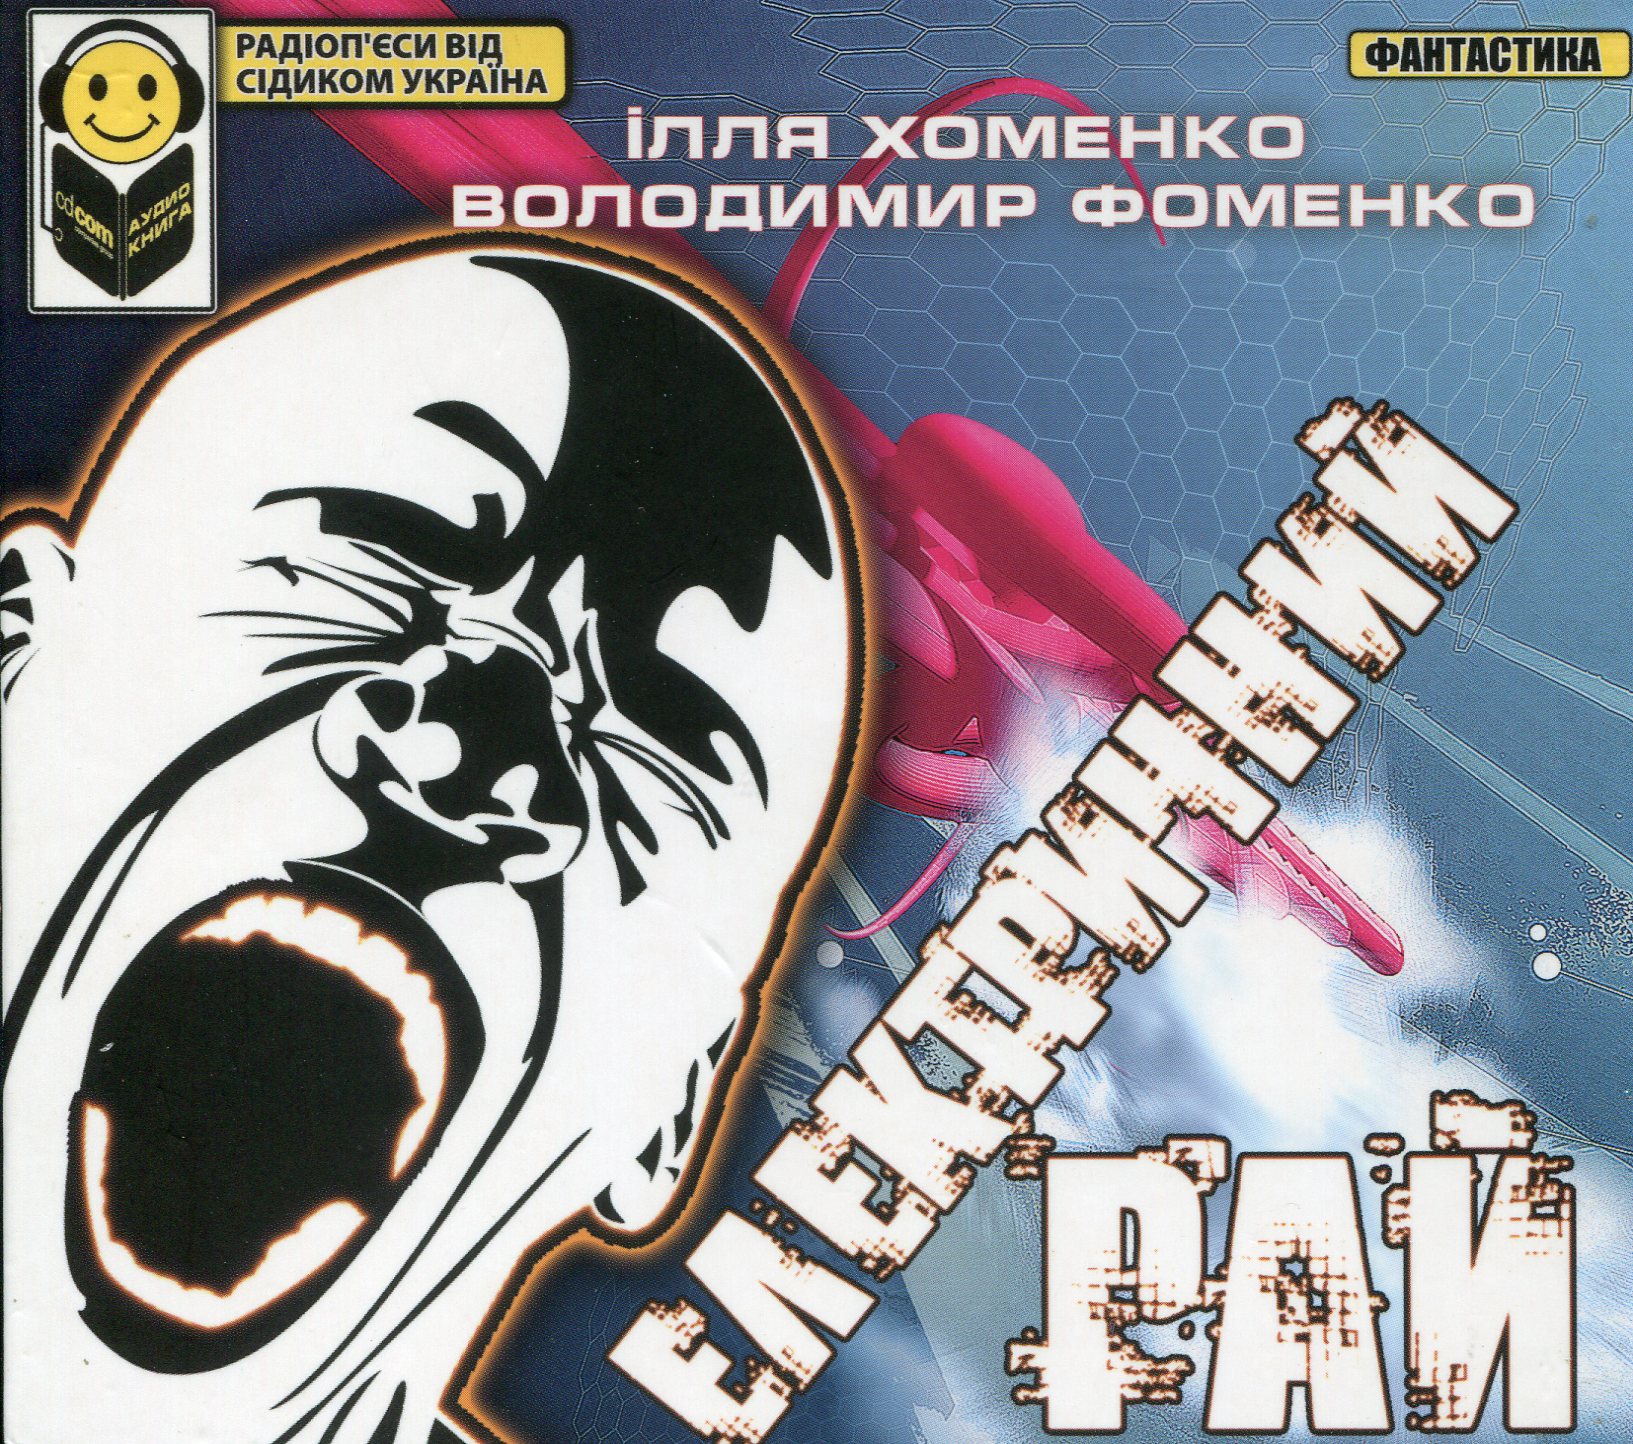 РАДІОП'ЄСИ ВІД
СІДИКОМ УКРАЇНА
ФАНТАСТИКА
cdcom
АУДИО
КНИГА
ІЛЛЯ ХОМЕНКО
ВОЛОДИМИР ФОМЕНКО
ЕЛЕКТРИЧНИЙ
РАЙ